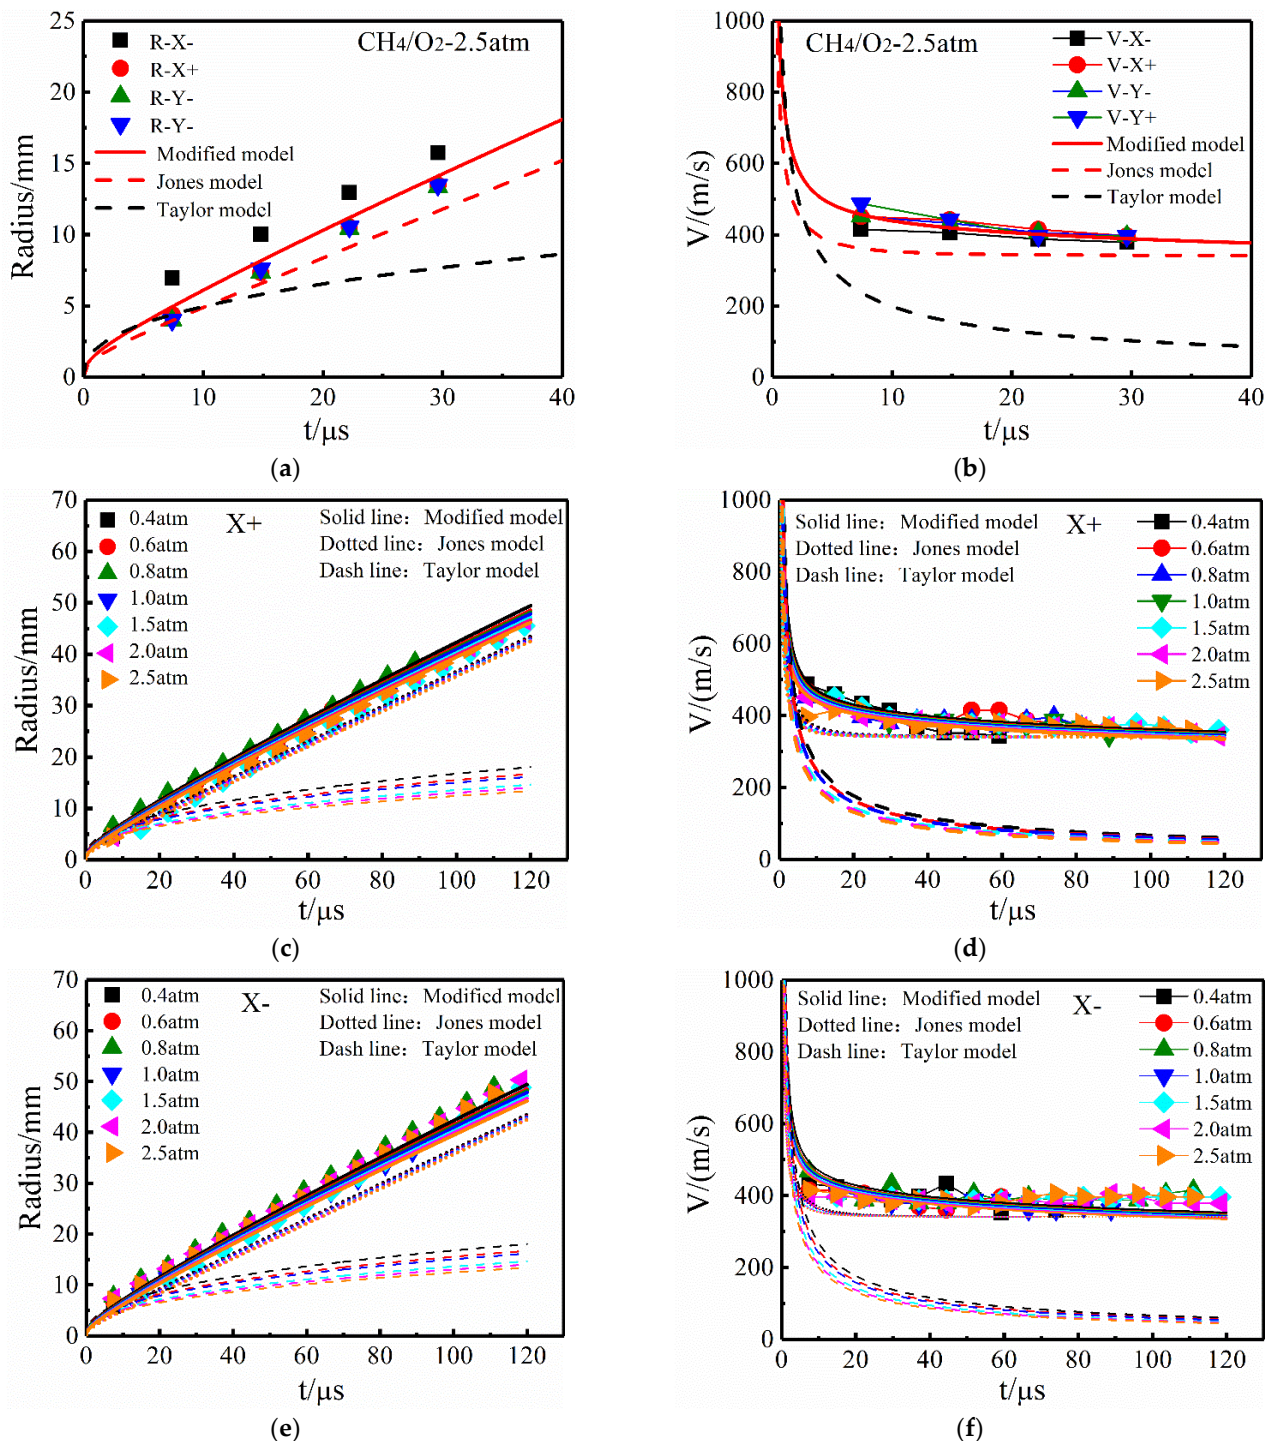 25
20
15
10
5
0
Radius/mm
R-X-
R-X+
R-Y-
R-Y-
Modified model
Jones model
Taylor model
CH4/O2-2.5atm
0 10 20 30 40
t/μs
(a)
1000
800
600
400
200
0
V/(m/s)
CH4/O2-2.5atm
V-X-
V-X+
V-Y-
V-Y+
Modified model
Jones model
Taylor model
0 10 20 30 40
t/μs
(b)
70
60
50
40
30
20
10
0
Radius/mm
0.4atm
0.6atm
0.8atm
1.0atm
1.5atm
2.0atm
2.5atm
X+
Solid line: Modified model
Dotted line: Jones model
Dash line: Taylor model
0 20 40 60 80 100 120
t/μs
(c)
1000
800
600
400
200
0
V/(m/s)
Solid line: Modified model
Dotted line: Jones model
Dash line: Taylor model
X+
0.4atm
0.6atm
0.8atm
1.0atm
1.5atm
2.0atm
2.5atm
0 20 40 60 80 100 120
t/μs
(d)
70
60
50
40
30
20
10
0
Radius/mm
0.4atm
0.6atm
0.8atm
1.0atm
1.5atm
2.0atm
2.5atm
X-
Solid line: Modified model
Dotted line: Jones model
Dash line: Taylor model
0 20 40 60 80 100 120
t/μs
(e)
1000
800
600
400
200
0
V/(m/s)
Solid line: Modified model
Dotted line: Jones model
Dash line: Taylor model
X-
0.4atm
0.6atm
0.8atm
1.0atm
1.5atm
2.0atm
2.5atm
0 20 40 60 80 100 120
t/μs
(f)